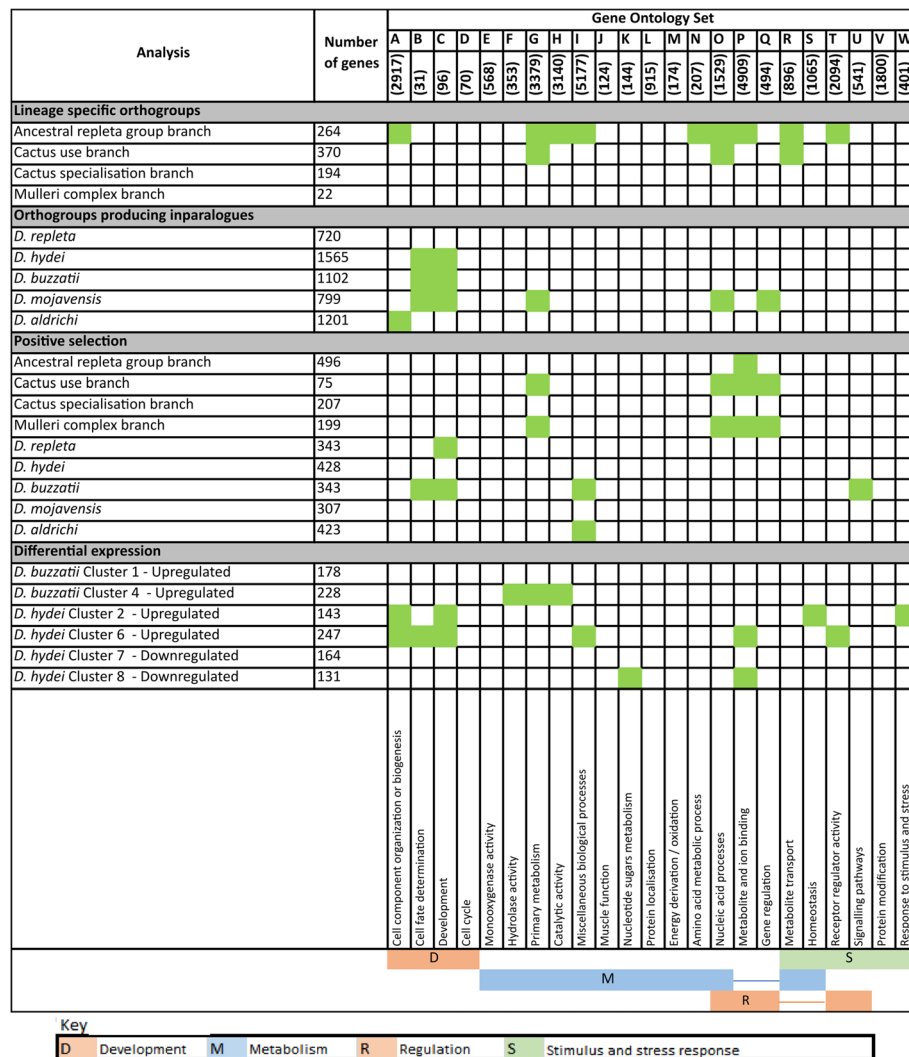 Gene Ontology Set
Analysis Number of genes A B C D E F G H I J K L M N O P Q R S T U V W
(2917) (31) (96) (70) (568) (353) (3379) (3140) (5177) (124) (144) (915) (174) (207) (1529) (4909) (494) (896) (1065) (2094) (541) (1800) (401)
Lineage specific orthogroups
Ancestral repleta group branch 264
Cactus use branch 370
Cactus specialisation branch 194
Mulleri complex branch 22
Orthogroups producing inparalogues
D. repleta 720
D. hydei 1565
D. buzzatii 1102
D. mojavensis 799
D. aldrichi 1201
Positive selection
Ancestral repleta group branch 496
Cactus use branch 75
Cactus specialisation branch 207
Mulleri complex branch 199
D. repleta 343
D. hydei 428
D. buzzatii 343
D. mojavensis 307
D. aldrichi 423
Differential expression
D. buzzatii Cluster 1 - Upregulated 178
D. buzzatii Cluster 4 - Upregulated 228
D. hydei Cluster 2 - Upregulated 143
D. hydei Cluster 6 - Upregulated 247
D. hydei Cluster 7 - Downregulated 164
D. hydei Cluster 8 - Downregulated 131
Cell component organization or biogenesis
Cell fate determination
Development
Cell cycle
Monooxygenase activity
Hydrolase activity
Primary metabolism
Catalytic activity
Miscellaneous biological processes
Muscle function
Nucleotide sugars metabolism
Protein localisation
Energy derivation / oxidation
Amino acid metabolic process
Nucleic acid processes
Metabolite and ion binding
Gene regulation
Metabolite transport
Homeostasis
Receptor regulator activity
Signalling pathways
Protein modification
Response to stimulus and stress
D S
M
R
Key
D Development M Metabolism R Regulation S Stimulus and stress response